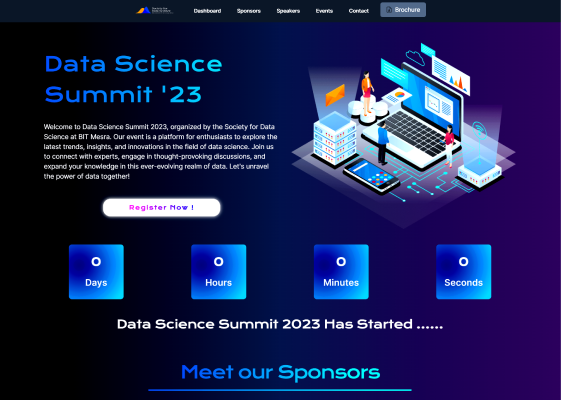 Dashboard Sponsors Speakers Events Contact Brochure
Data Science
Summit '23
Welcome to Data Science Summit 2023, organized by the Society for Data
Science at BIT Mesra. Our event is a platform for enthusiasts to explore the
latest trends, insights, and innovations in the field of data science. Join us
to connect with experts, engage in thought-provoking discussions, and
expand your knowledge in this ever-evolving realm of data. Let's unravel
the power of data together!
Register Now !
0 0 0 0
Days Hours Minutes Seconds
Data Science Summit 2023 Has Started ......
Meet our Sponsors